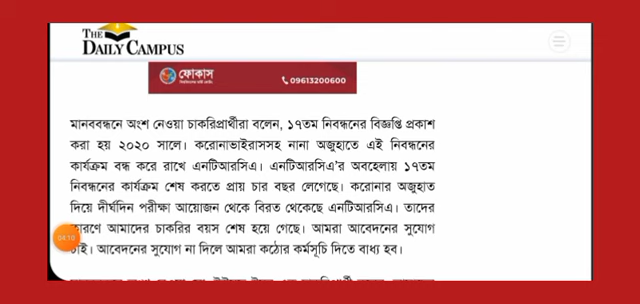 THE
DAILY CAMPUS
ফোকাস
09613200600
মানববন্ধনে অংশ নেওয়া চাকরিপ্রার্থীরা বলেন, ১৭তম নিবন্ধনের বিজ্ঞপ্তি প্রকাশ
করা হয় ২০২০ সালে। করোনাভাইরাসসহ নানা অজুহাতে এই নিবন্ধনের
কার্যক্রম বন্ধ করে রাখে এনটিআরসিএ। এনটিআরসিএ'র অবহেলায় ১৭তম
নিবন্ধনের কার্যক্রম শেষ করতে প্রায় চার বছর লেগেছে। করোনার অজুহাত
দিয়ে দীর্ঘদিন পরীক্ষা আয়োজন থেকে বিরত থেকেছে এনটিআরসিএ। তাদের
কারণে আমাদের চাকরির বয়স শেষ হয়ে গেছে। আমরা আবেদনের সুযোগ
04:10
চাই। আবেদনের সুযোগ না দিলে আমরা কঠোর কর্মসূচি দিতে বাধ্য হব।